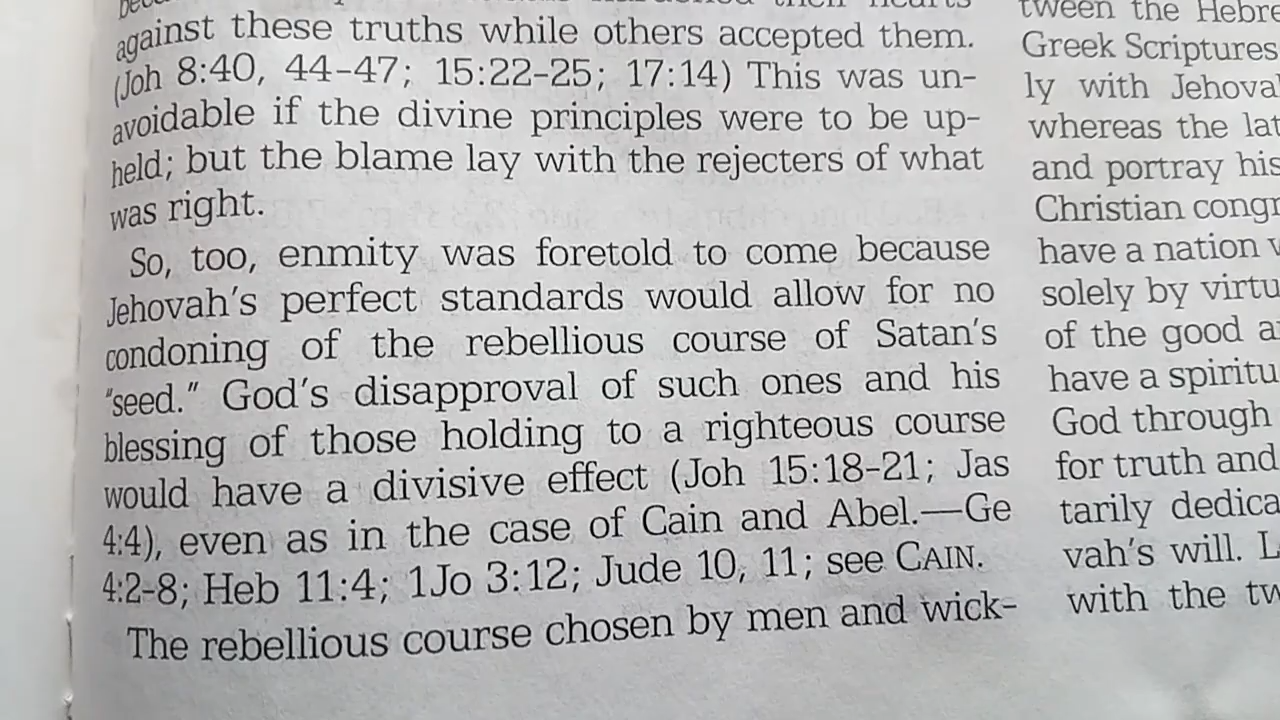 against these truths while others accepted them.
(Joh 8:40, 44-47; 15:22-25; 17:14) This was un-
avoidable if the divine principles were to be up-
held; but the blame lay with the rejecters of what
was right.
So, too, enmity was foretold to come because
Jehovah's perfect standards would allow for no
condoning of the rebellious course of Satan's
"seed." God's disapproval of such ones and his
blessing of those holding to a righteous course
would have a divisive effect (Joh 15:18-21; Jas
4:4), even as in the case of Cain and Abel.—Ge
4:2-8; Heb 11:4; 1Jo 3:12; Jude 10, 11; see CAIN.
The rebellious course chosen by men and wick-
tween the Hebre
Greek Scriptures
ly with Jehova
whereas the lat
and portray his
Christian congr
have a nation
solely by virtu
of the good a
have a spiritu
God through
for truth and
tarily dedica
vah's will. L
with the tw